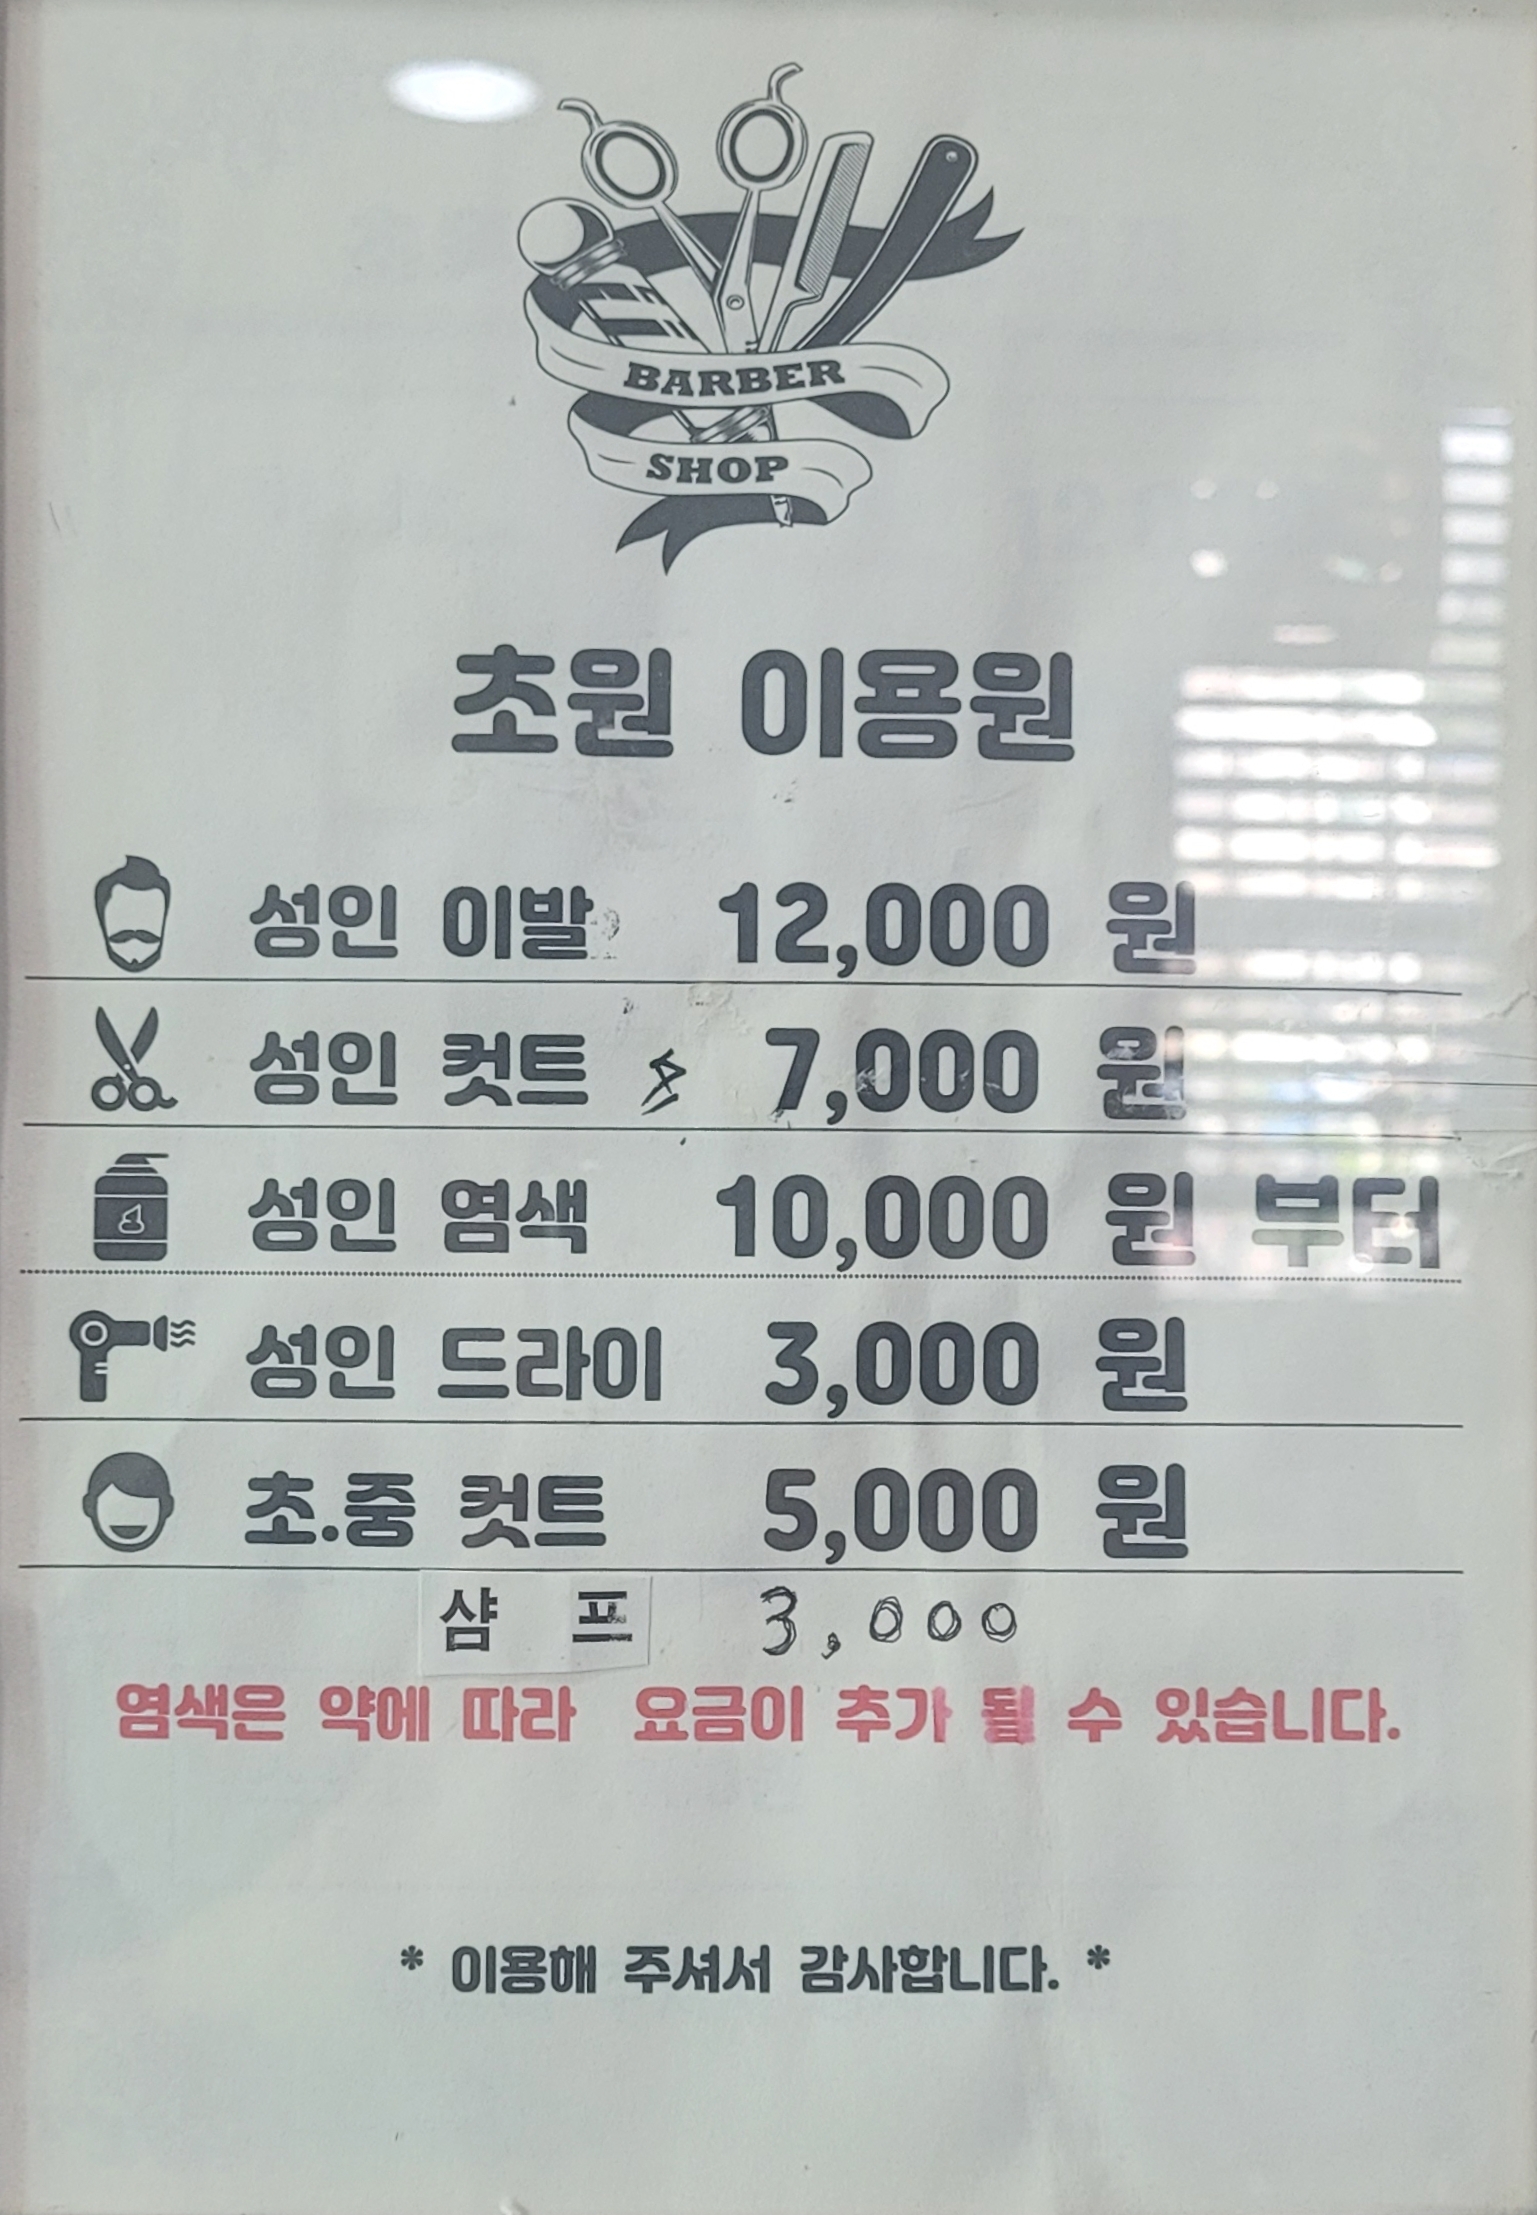 BARBER
SHOP
초원 이용원
성인 이발 12,000 원
성인 컷트 7,000 원
성인 염색 10,000 원 부터
성인 드라이 3,000 원
초.중 컷트 5,000 원
샴 프 3,000
염색은 약에 따라 요금이 추가 될 수 있습니다.
* 이용해 주셔서 감사합니다. *